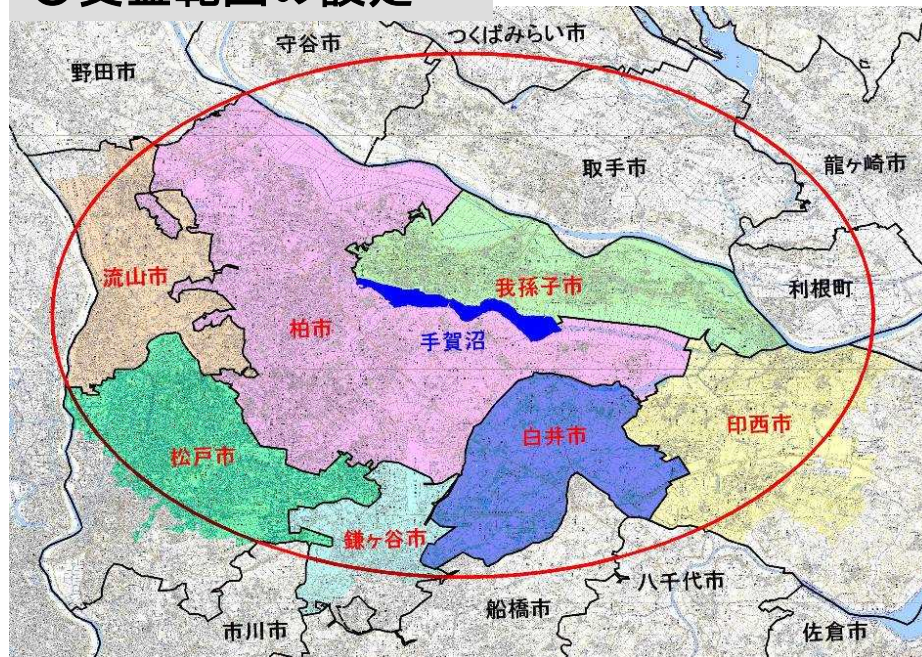 受益範囲の設定
守谷市
つくばみらい市
野田市
取手市
龍ヶ崎市
流山市
我孫子市
利根町
柏市
手賀沼
松戸市
白井市
印西市
鎌ヶ谷市
船橋市
八千代市
市川市
佐倉市